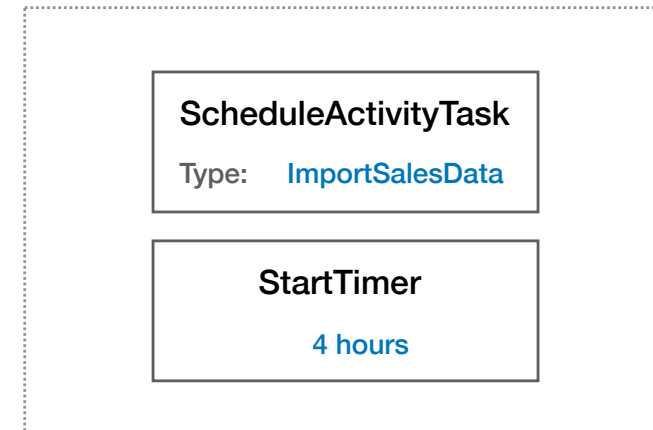 ScheduleActivityTask
Type: ImportSalesData
StartTimer
4 hours